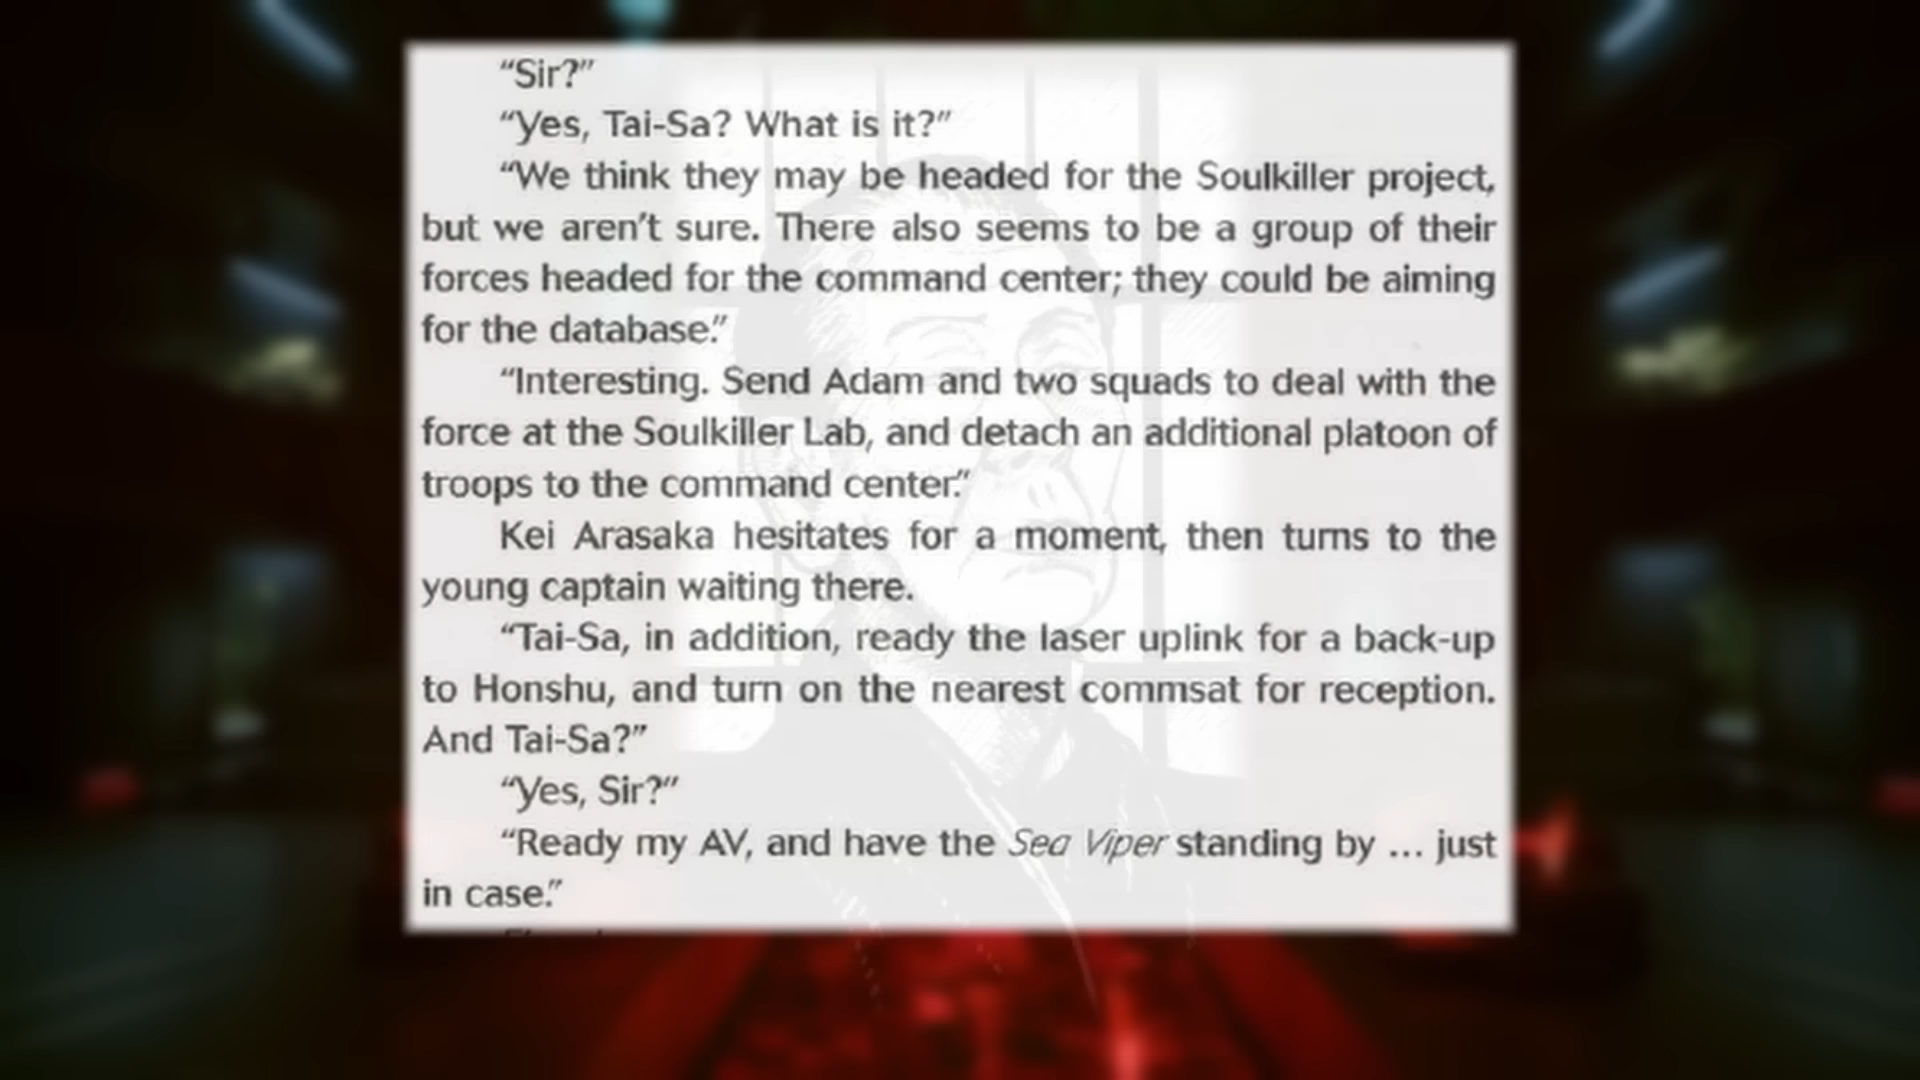 “Sir?”
“Yes, Tai-Sa? What is it?”
“We think they may be headed for the Soulkiller project,
but we aren’t sure. There also seems to be a group of their
forces headed for the command center; they could be aiming
for the database.”
“Interesting. Send Adam and two squads to deal with the
force at the Soulkiller Lab, and detach an additional platoon of
troops to the command center.”
Kei Arasaka hesitates for a moment, then turns to the
young captain waiting there.
“Tai-Sa, in addition, ready the laser uplink for a back-up
to Honshu, and turn on the nearest commsat for reception.
And Tai-Sa?”
“Yes, Sir?”
“Ready my AV, and have the Sea Viper standing by ... just
in case.”